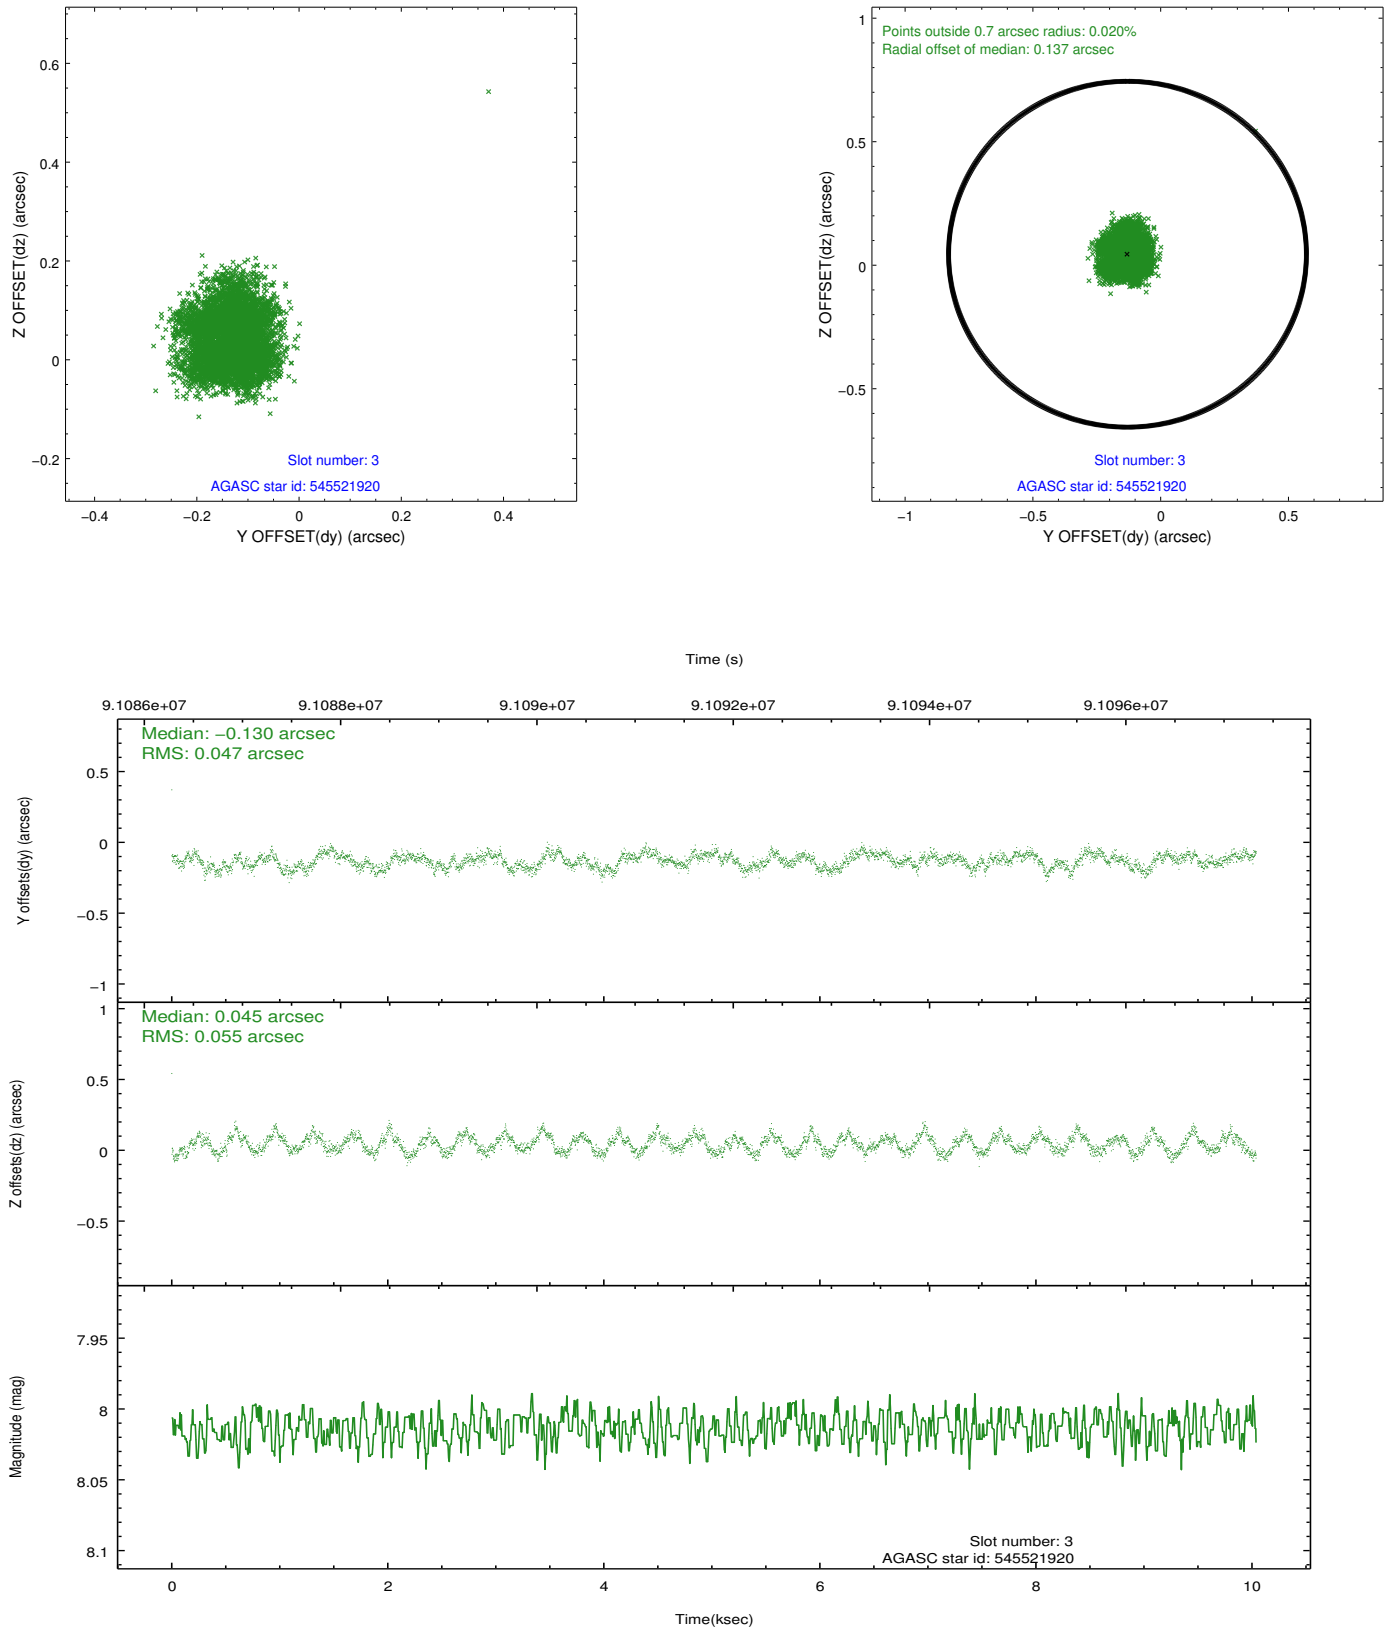 0.6
0.4
0.2
0
−0.2
−0.4
−0.2
0
0.2
0.4
Z OFFSET(dz) (arcsec)
Y OFFSET(dy) (arcsec)
Slot number: 3
AGASC star id: 545521920
Points outside 0.7 arcsec radius: 0.020%
Radial offset of median: 0.137 arcsec
1
0.5
0
−0.5
−1
−0.5
0
0.5
Z OFFSET(dz) (arcsec)
Y OFFSET(dy) (arcsec)
Slot number: 3
AGASC star id: 545521920
Time (s)
9.1086e+07 9.1088e+07 9.109e+07 9.1092e+07 9.1094e+07 9.1096e+07
Median: −0.130 arcsec
RMS: 0.047 arcsec
0.5
0
−0.5
−1
Y offsets(dy) (arcsec)
Median: 0.045 arcsec
RMS: 0.055 arcsec
1
0.5
0
−0.5
Z offsets(dz) (arcsec)
7.95
8
8.05
8.1
Magnitude (mag)
Slot number: 3
AGASC star id: 545521920
0 2 4 6 8 10
Time(ksec)